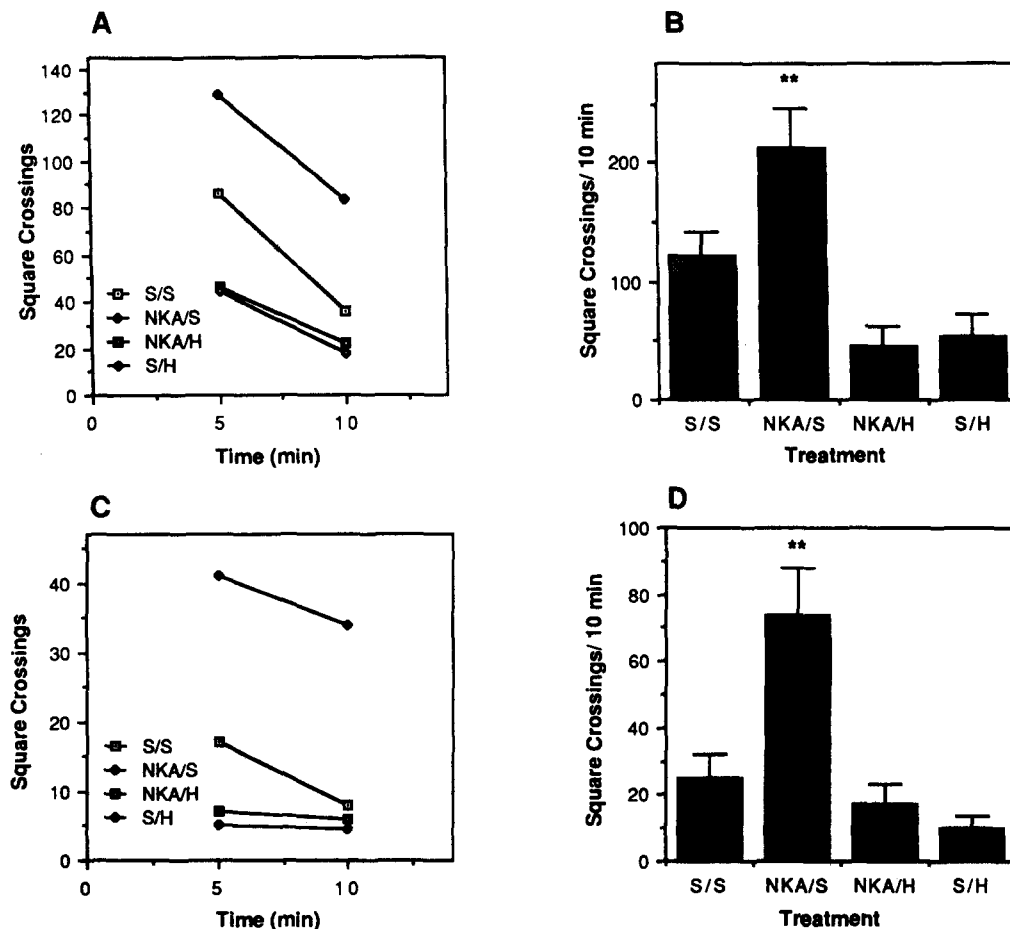 A
Square Crossings
140
120
100
80
60
40
20
0
S/S
NKA/S
NKA/H
S/H
0
5
10
Time (min)
B
**
Square Crossings/ 10 min
200
100
0
S/S
NKA/S
NKA/H
S/H
Treatment
C
Square Crossings
40
30
20
10
0
S/S
NKA/S
NKA/H
S/H
0
5
10
Time (min)
D
**
Square Crossings/ 10 min
100
80
60
40
20
0
S/S
NKA/S
NKA/H
S/H
Treatment